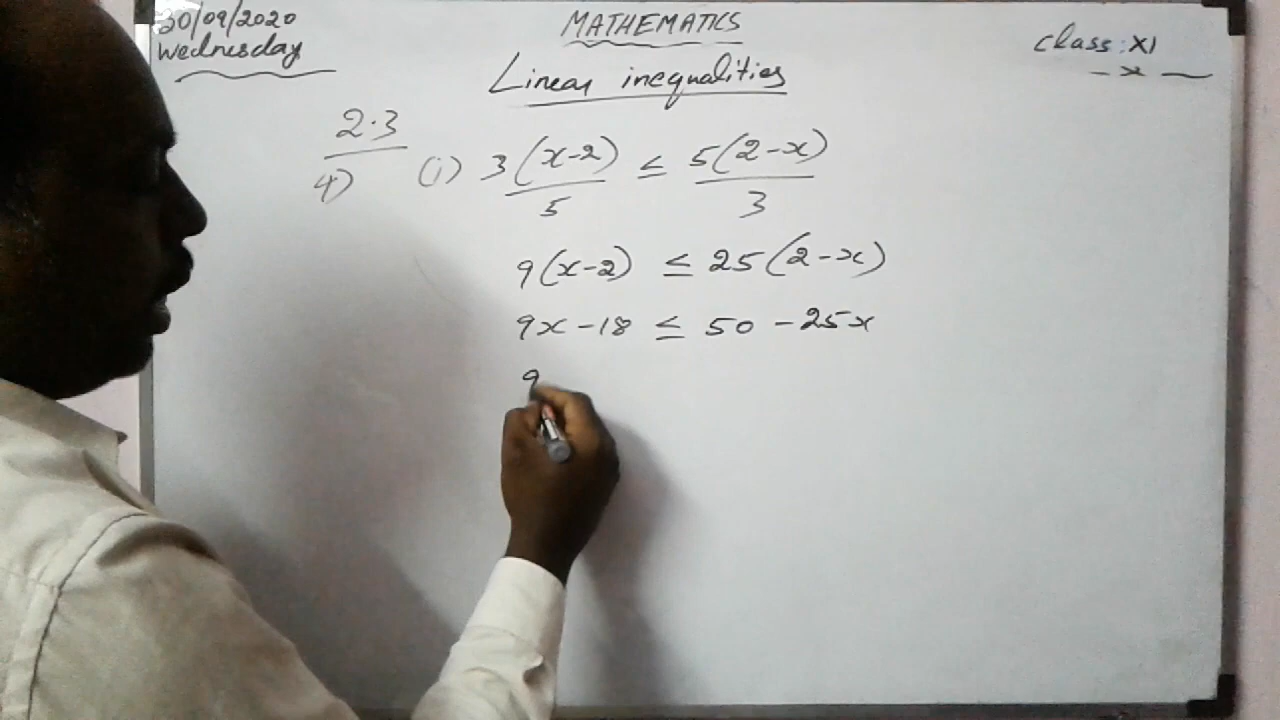 30/09/2020
Wednesday
MATHEMATICS
Linear inequalities
Class: XI
- x -
2.3
4) (i) 3(x-2)/5 ≤ 5(2-x)/3
9(x-2) ≤ 25(2-x)
9x-18 ≤ 50-25x
9